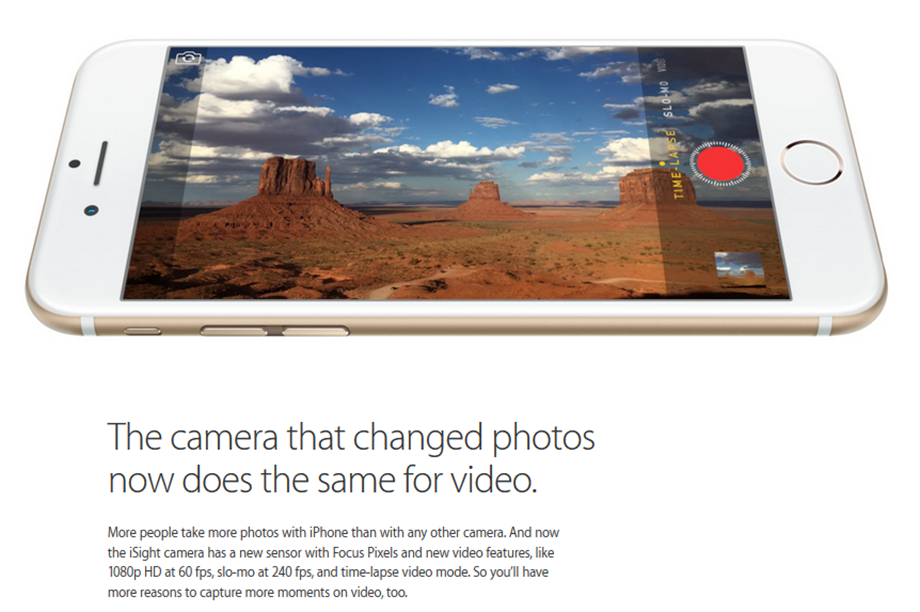 VIDEO
SLO-MO
TIME-LAPSE
The camera that changed photos
now does the same for video.
More people take more photos with iPhone than with any other camera. And now
the iSight camera has a new sensor with Focus Pixels and new video features, like
1080p HD at 60 fps, slo-mo at 240 fps, and time-lapse video mode. So you'll have
more reasons to capture more moments on video, too.